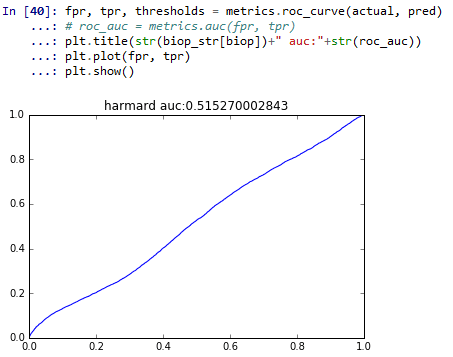 In [40]: fpr, tpr, thresholds = metrics.roc_curve(actual, pred)
...: # roc_auc = metrics.auc(fpr, tpr)
...: plt.title(str(biop_str[biop])+" auc:"+str(roc_auc))
...: plt.plot(fpr, tpr)
...: plt.show()
harmard auc:0.515270002843
1.0
0.8
0.6
0.4
0.2
0.0
0.0 0.2 0.4 0.6 0.8 1.0